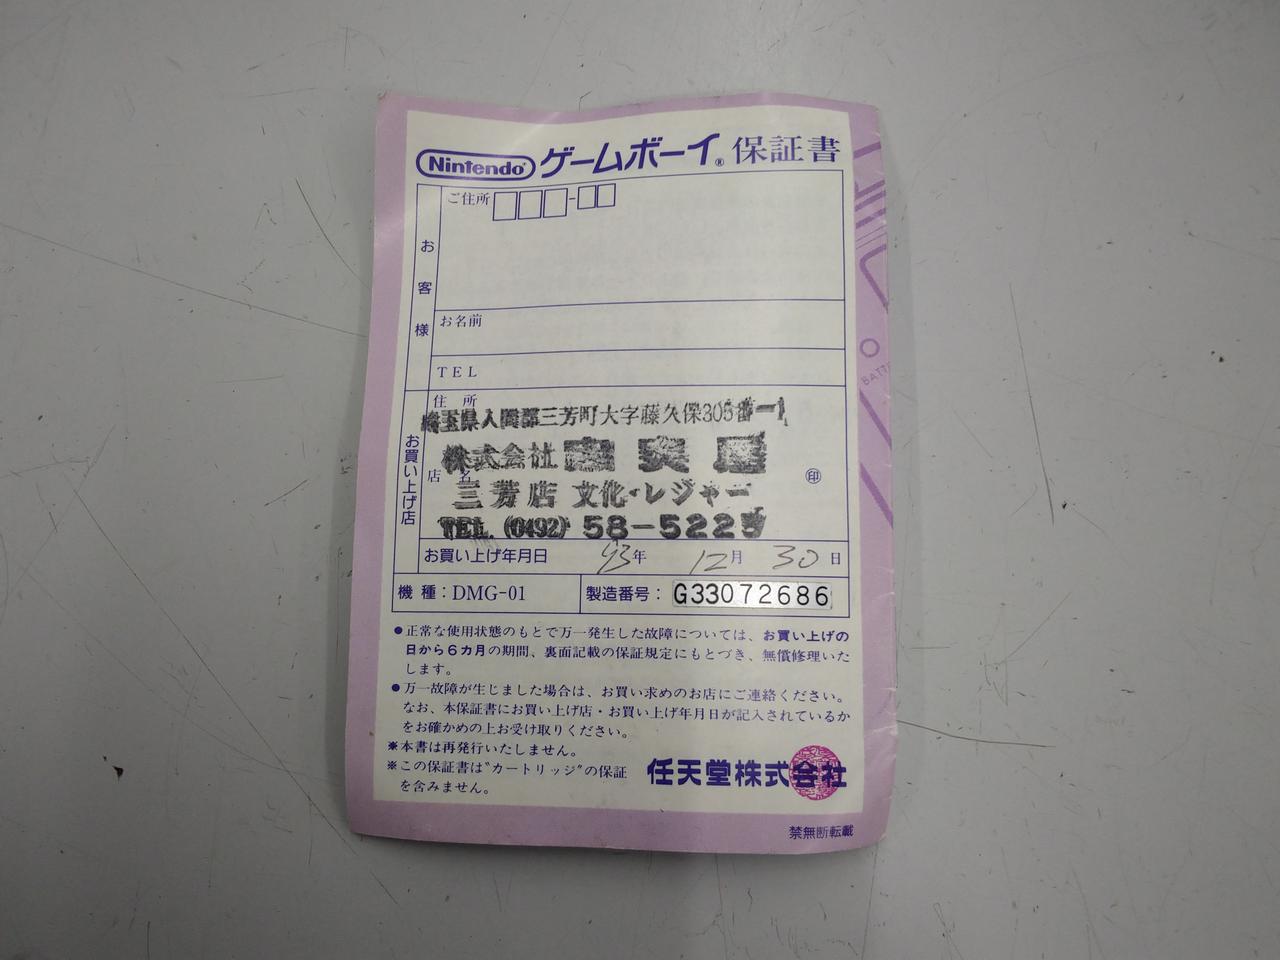 Nintendo ゲームボーイ® 保証書
ご住所 □□□-□□
お客様
お名前
TEL
お買い上げ店
住所
埼玉県入間郡三芳町大字藤久保305番一1
株式会社
店名
三芳店 文化・レジャー
TEL. (0492) 58-5225
印
お買い上げ年月日 '93年 12月 30日
機種：DMG-01 製造番号：G33072686
●正常な使用状態のもとで万一発生した故障については、お買い上げの
日から6カ月の期間、裏面記載の保証規定にもとづき、無償修理いた
します。
●万一故障が生じました場合は、お買い求めのお店にご連絡ください。
なお、本保証書にお買い上げ店・お買い上げ年月日が記入されているか
をお確かめの上お受け取りください。
※本書は再発行いたしません。
※この保証書は"カートリッジ"の保証
を含みません。
任天堂株式会社
禁無断転載
BATT